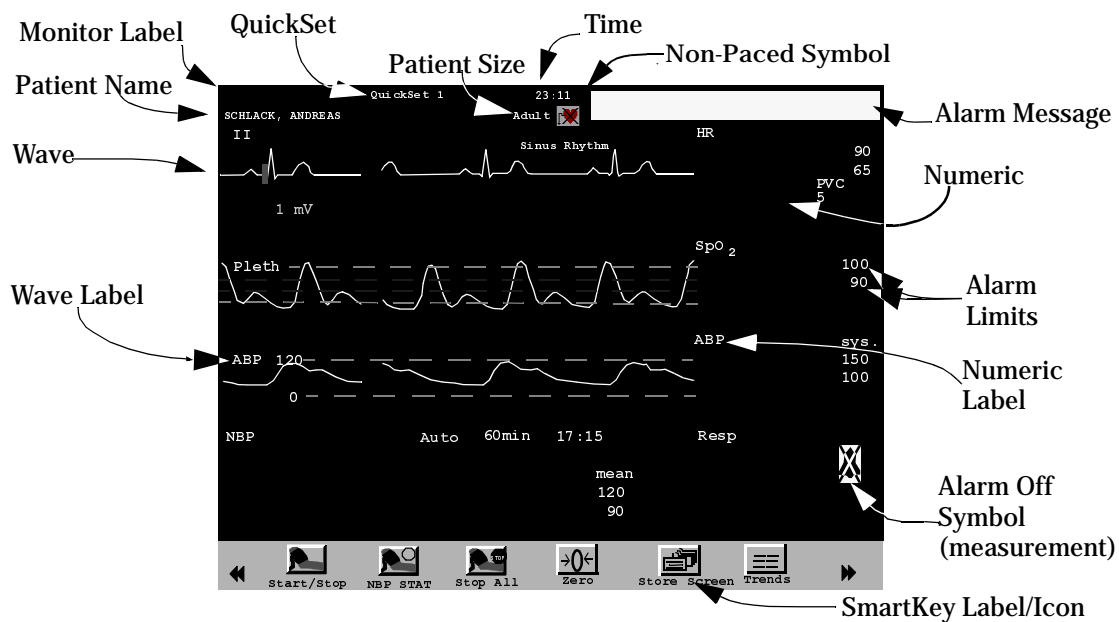 QuickSet
Time
Monitor Label
Patient Size
Non-Paced Symbol
Patient Name
QuickSet 1
23:11
SCHLACK, ANDREAS
Adult
Alarm Message
II
Sinus Rhythm
HR
90
65
Wave
PVC
5
Numeric
1 mV
SpO2
Pleth
100
90
Wave Label
Alarm
Limits
ABP 120
ABP
sys.
150
100
0
Numeric
Label
NBP
Auto 60min 17:15
Resp
mean
120
90
Alarm Off
Symbol
(measurement)
STOP
→0←
Start/Stop
NBP STAT
Stop All
Zero
Store Screen
Trends
SmartKey Label/Icon